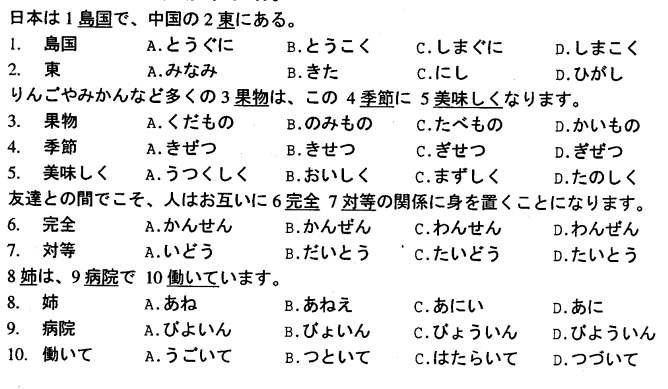 日本は 1 島国で、中国の 2 東にある。
1. 島国 A.とうぐに B.とうこく C.しまぐに D.しまこく
2. 東 A.みなみ B.きた C.にし D.ひがし
りんごやみかんなど多くの 3 果物は、この 4 季節に 5 美味しくなります。
3. 果物 A.くだもの B.のみもの C.たべもの D.かいもの
4. 季節 A.きぜつ B.きせつ C.ぎせつ D.ぎぜつ
5. 美味しく A.うつくしく B.おいしく C.まずしく D.たのしく
友達との間でこそ、人はお互いに 6 完全 7 対等の関係に身を置くことになります。
6. 完全 A.かんせん B.かんぜん C.わんせん D.わんぜん
7. 対等 A.いどう B.だいとう C.たいどう D.たいとう
8 姉は、9 病院で 10 働いています。
8. 姉 A.あね B.あねえ C.あにい D.あに
9. 病院 A.びよいん B.びょいん C.びょういん D.びよういん
10. 働いて A.うごいて B.つといて C.はたらいて D.つづいて